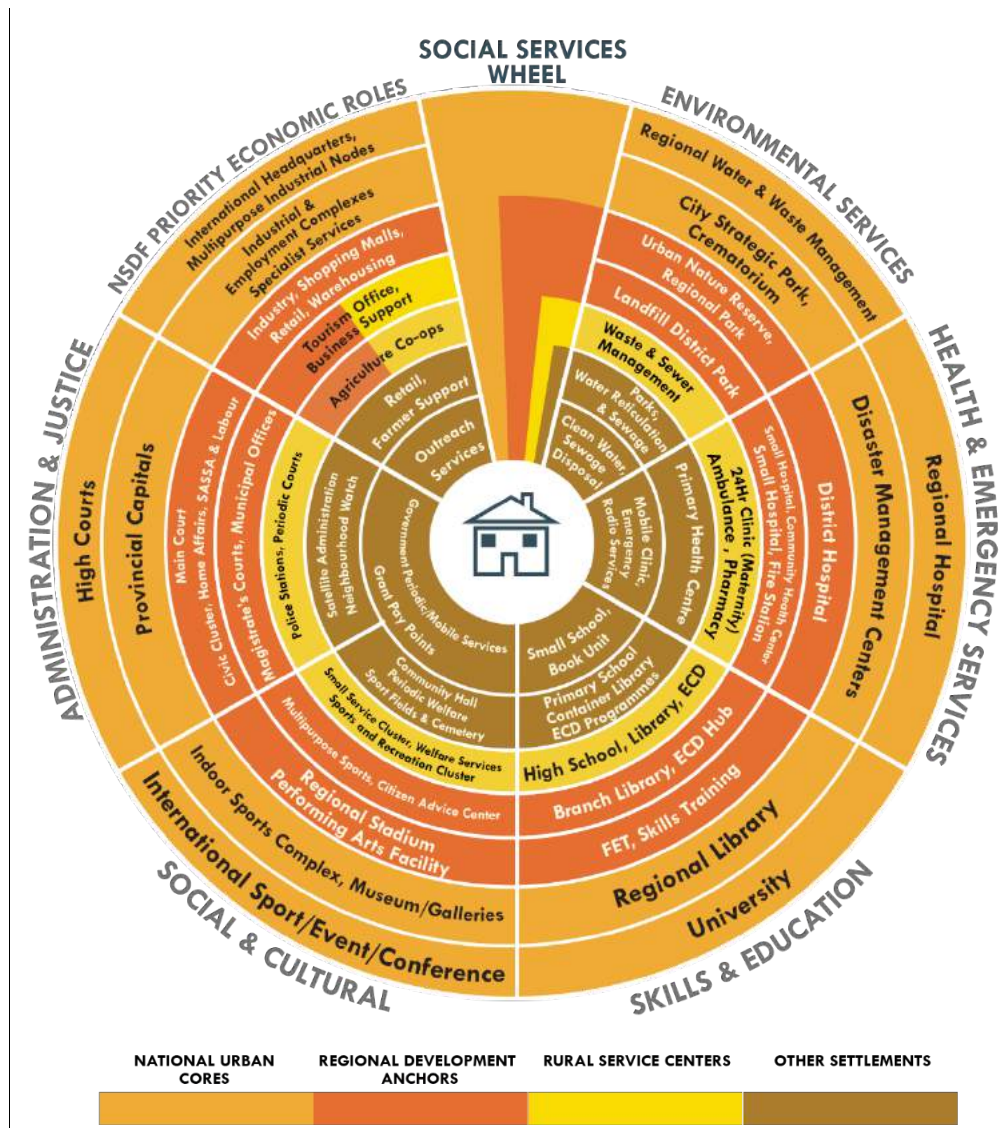 SOCIAL SERVICES
WHEEL
NSDF PRIORITY ECONOMIC ROLES
International Headquarters,
Multipurpose Industrial Nodes
Industrial &
Employment Complexes
Specialist Services
Industry, Shopping Malls,
Retail, Warehousing
Tourism Office,
Business Support
Agriculture Co-ops
Retail,
Farmer Support
Outreach
Services
ENVIRONMENTAL SERVICES
Regional Water & Waste Management
City Strategic Park,
Crematorium
Urban Nature Reserve,
Regional Park
Landfill District Park
Waste & Sewer
Management
Parks,
Water Reticulation
& Sewage
Clean Water,
Sewage
Disposal
HEALTH & EMERGENCY SERVICES
Regional Hospital
Disaster Management Centers
District Hospital
Small Hospital, Community Health Center
Small Hospital, Fire Station
24Hr Clinic (Maternity)
Ambulance , Pharmacy
Primary Health Centre
Mobile Clinic,
Emergency
Radio Services
SKILLS & EDUCATION
University
Regional Library
FET, Skills Training
Branch Library, ECD Hub
High School, Library, ECD
Primary School
Container Library
ECD Programmes
Small School,
Book Unit
SOCIAL & CULTURAL
International Sport/Event/Conference
Indoor Sports Complex, Museum/Galleries
Regional Stadium
Performing Arts Facility
Multipurpose Sports, Citizen Advice Center
Small Service Cluster, Welfare Services
Sports and Recreation Cluster
Community Hall
Periodic Welfare
Sport Fields & Cemetery
Government Periodic/Mobile Services
Grant Pay Points
ADMINISTRATION & JUSTICE
High Courts
Provincial Capitals
Main Court
Civic Cluster, Home Affairs, SASSA & Labour
Magistrate's Courts, Municipal Offices
Police Stations, Periodic Courts
Satellite Administration
Neighbourhood Watch
NATIONAL URBAN
CORES
REGIONAL DEVELOPMENT
ANCHORS
RURAL SERVICE CENTERS
OTHER SETTLEMENTS